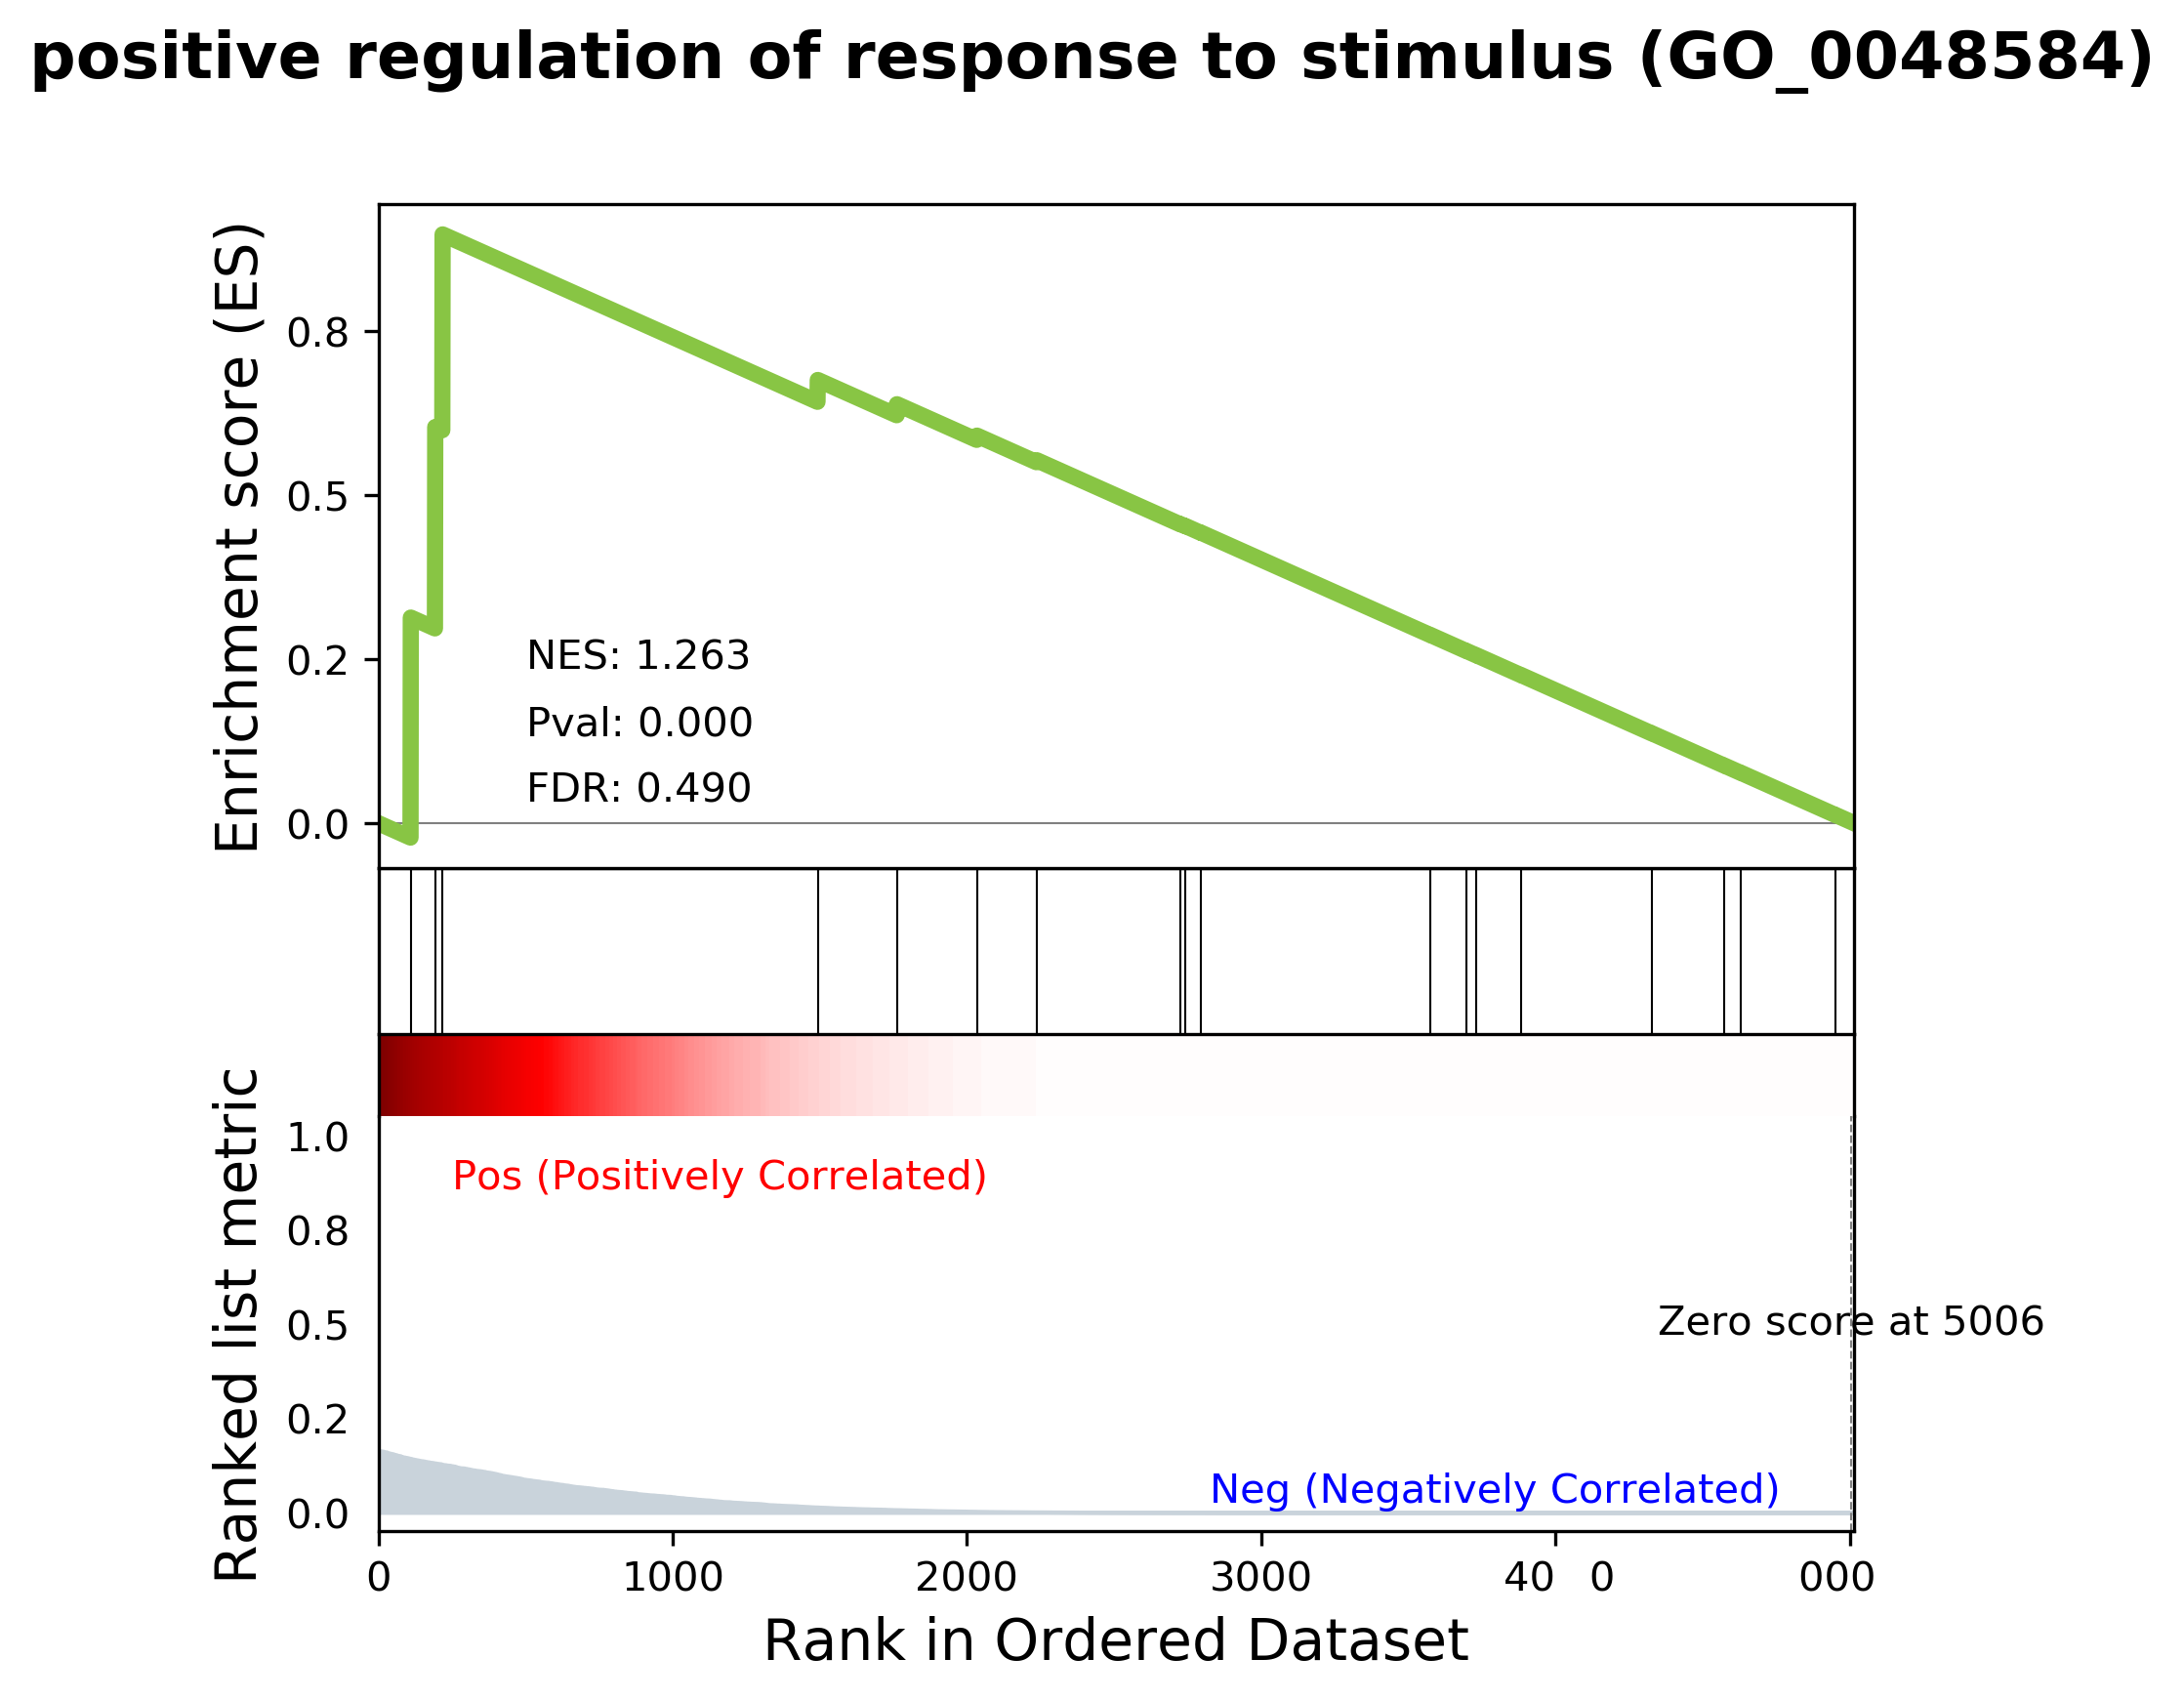 positive regulation of response to stimulus (GO_0048584)
Enrichment score (ES)
0.8
0.5
0.2
0.0
NES: 1.263
Pval: 0.000
FDR: 0.490
Ranked list metric
1.0
0.8
0.5
0.2
0.0
Pos (Positively Correlated)
Zero score at 5006
Neg (Negatively Correlated)
0 1000 2000 3000 40 0 000
Rank in Ordered Dataset